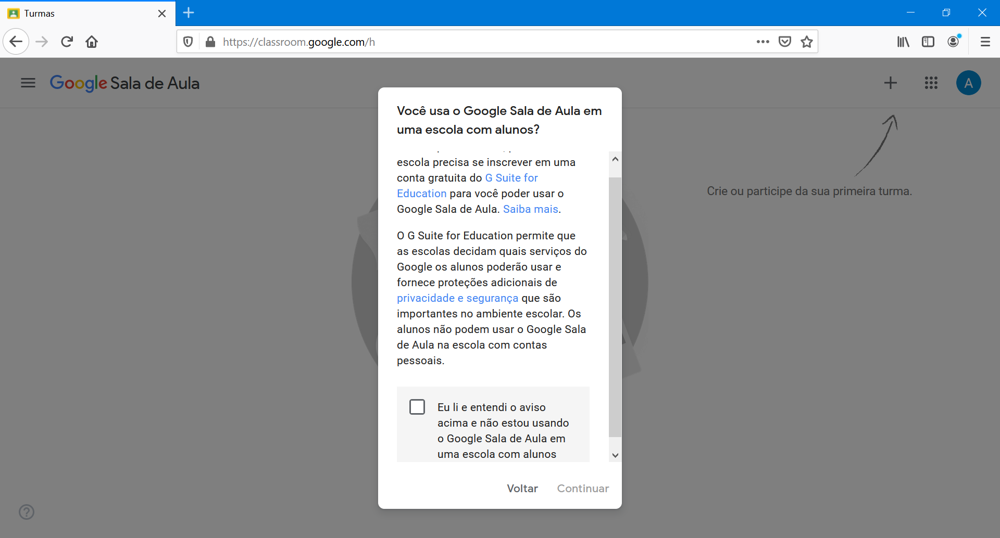 Turmas
https://classroom.google.com/h
Google Sala de Aula
A
Você usa o Google Sala de Aula em
uma escola com alunos?
escola precisa se inscrever em uma
conta gratuita do G Suite for
Education para você poder usar o
Google Sala de Aula. Saiba mais.
O G Suite for Education permite que
as escolas decidam quais serviços do
Google os alunos poderão usar e
fornece proteções adicionais de
privacidade e segurança que são
importantes no ambiente escolar. Os
alunos não podem usar o Google Sala
de Aula na escola com contas
pessoais.
Eu li e entendi o aviso
acima e não estou usando
o Google Sala de Aula em
uma escola com alunos
Voltar Continuar
Crie ou participe da sua primeira turma.